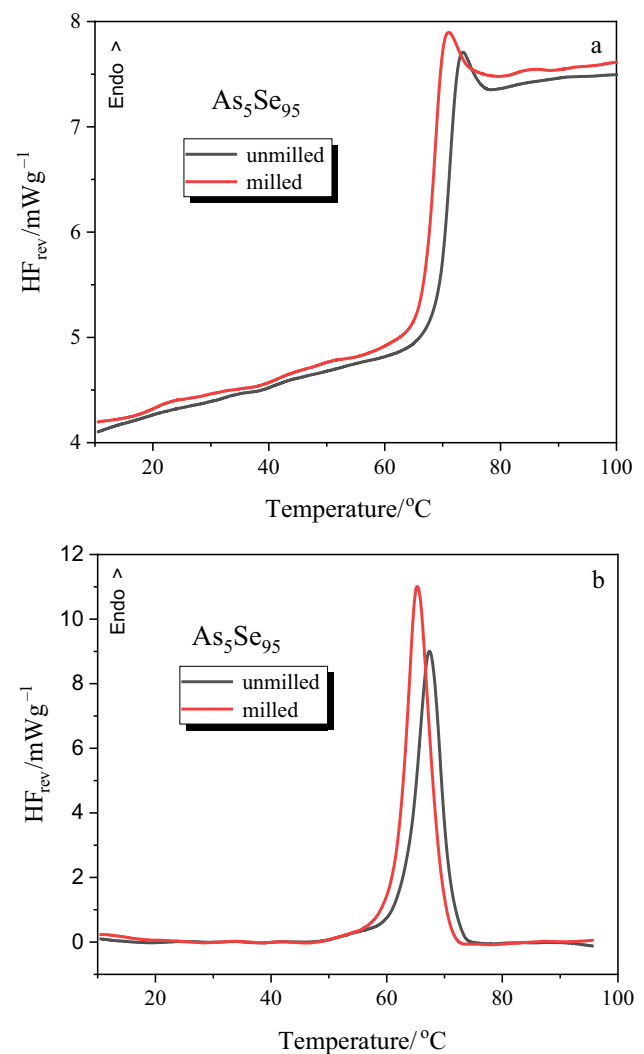 a
Endo >
As₅Se₉₅
unmilled
milled
8
7
6
5
4
HFrev/mWg⁻¹
20 40 60 80 100
Temperature/°C
b
Endo >
As₅Se₉₅
unmilled
milled
12
10
8
6
4
2
0
HFrev/mWg⁻¹
20 40 60 80 100
Temperature/ °C